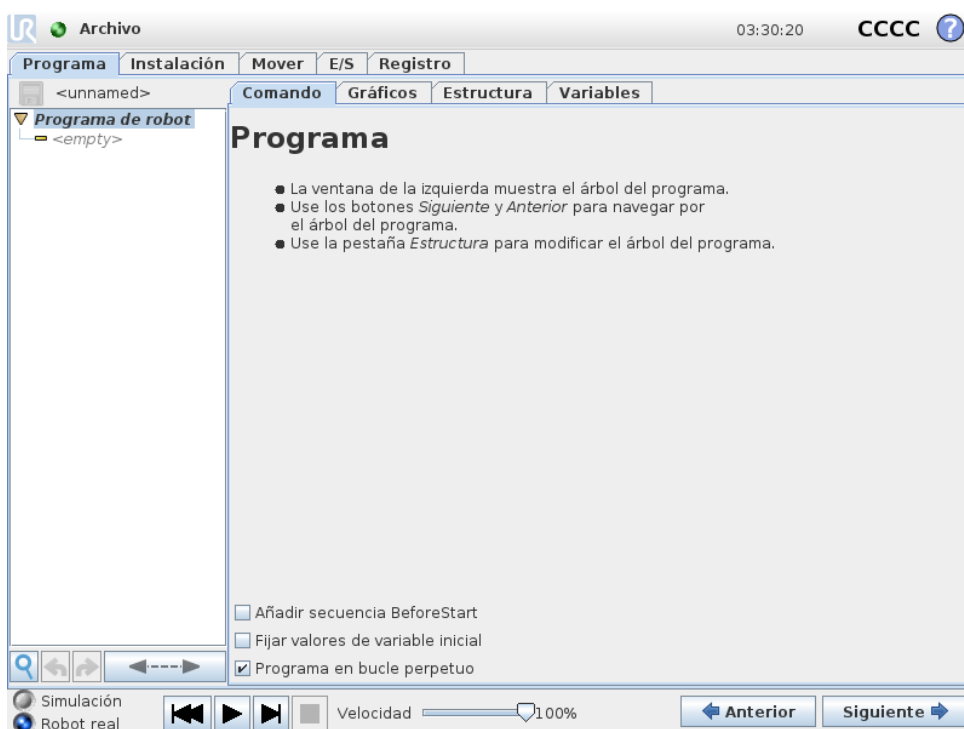 UR Archivo 03:30:20 CCCC ?
Programa Instalación Mover E/S Registro
<unnamed> Comando Gráficos Estructura Variables
Programa de robot
<empty>
Programa
La ventana de la izquierda muestra el árbol del programa.
Use los botones Siguiente y Anterior para navegar por
el árbol del programa.
Use la pestaña Estructura para modificar el árbol del programa.
Añadir secuencia BeforeStart
Fijar valores de variable inicial
Programa en bucle perpetuo
Simulación
Robot real
Velocidad 100% Anterior Siguiente